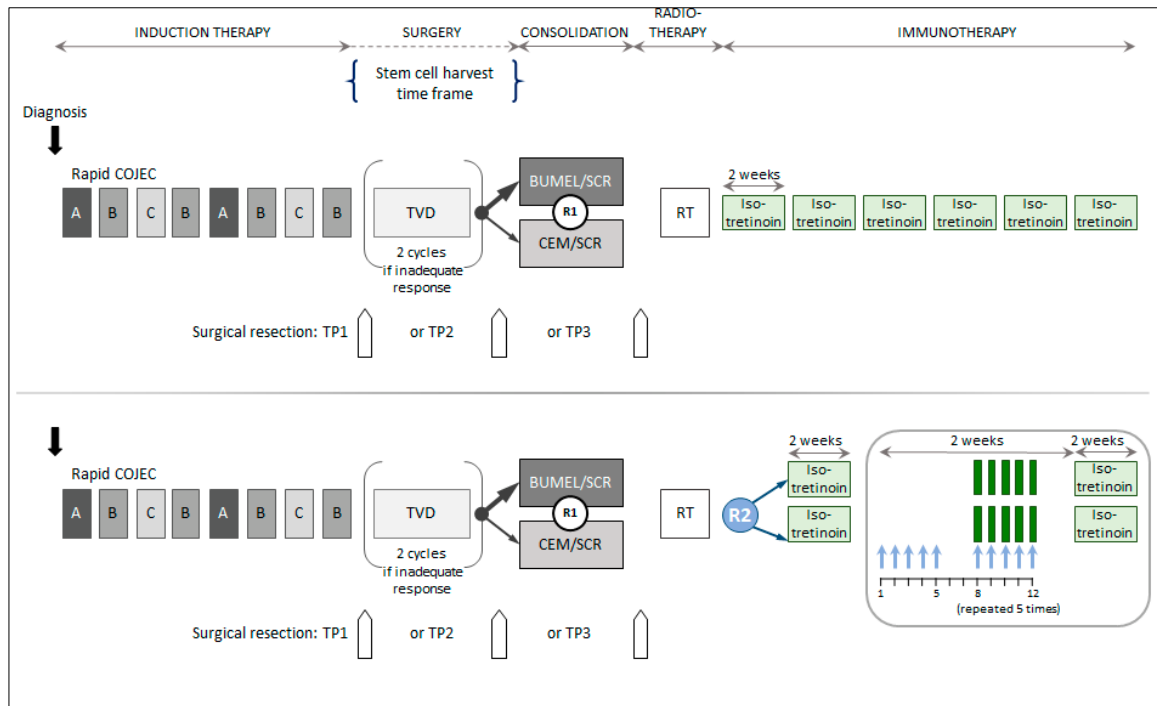 INDUCTION THERAPY
SURGERY
CONSOLIDATION
RADIO-
THERAPY
IMMUNOTHERAPY
Stem cell harvest
time frame
Diagnosis
Rapid COJEC
A B C B A B C B
TVD
2 cycles
if inadequate
response
BUMEL/SCR
R1
CEM/SCR
RT
2 weeks
Iso-
tretinoin
Iso-
tretinoin
Iso-
tretinoin
Iso-
tretinoin
Iso-
tretinoin
Iso-
tretinoin
Surgical resection: TP1 or TP2 or TP3
Rapid COJEC
A B C B A B C B
TVD
2 cycles
if inadequate
response
BUMEL/SCR
R1
CEM/SCR
RT
R2
2 weeks
Iso-
tretinoin
Iso-
tretinoin
2 weeks
1 5 8 12
(repeated 5 times)
2 weeks
Iso-
tretinoin
Iso-
tretinoin
Surgical resection: TP1 or TP2 or TP3